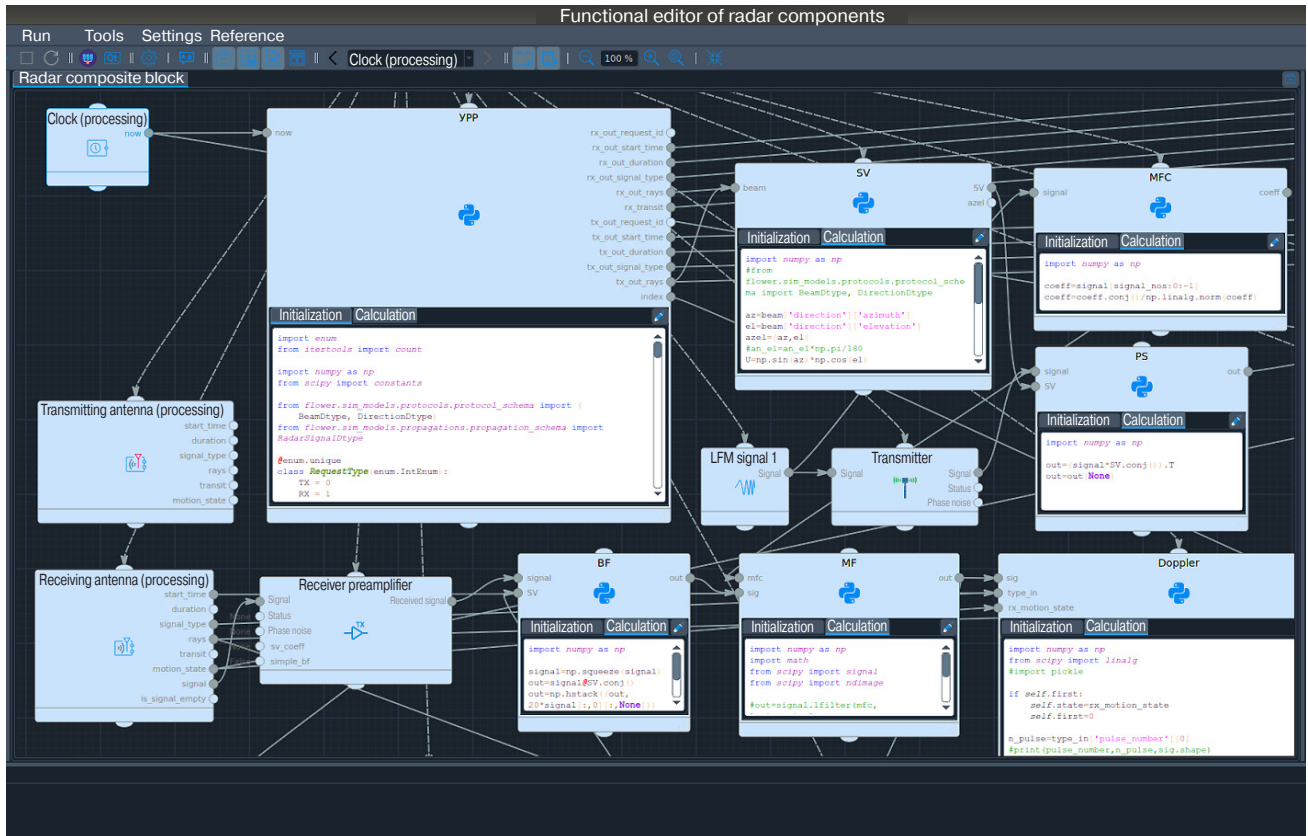 Functional editor of radar components
Run Tools Settings Reference
Clock (processing)
100 %
Radar composite block
Clock (processing)
now
УРР
now
rx_out_request_id
rx_out_start_time
rx_out_duration
rx_out_signal_type
rx_out_rays
rx_transit
tx_out_request_id
tx_out_start_time
tx_out_duration
tx_out_signal_type
tx_out_rays
index
Initialization Calculation
import enum
from itertools import count
import numpy as np
from scipy import constants
from flower.sim_models.protocols.protocol_schema import (
BeamDtype, DirectionDtype)
from flower.sim_models.propagations.propagation_schema import
RadarSignalDtype
@enum.unique
class RequestType(enum.IntEnum):
TX = 0
RX = 1
SV
beam
SV
azel
Initialization Calculation
import numpy as np
#from
flower.sim_models.protocols.protocol_sche
ma import BeamDtype, DirectionDtype
az=beam['direction']['azimuth']
el=beam['direction']['elevation']
azel=[az,el]
#an_el=an_el*np.pi/180
U=np.sin(az)*np.cos(el)
MFC
signal
coeff
Initialization Calculation
import numpy as np
coeff=signal[signal_nos:0:-1]
coeff=coeff.conj()/np.linalg.norm(coeff)
PS
signal
SV
out
Initialization Calculation
import numpy as np
out=(signal*SV.conj()).T
out=out[None]
Transmitting antenna (processing)
start_time
duration
signal_type
rays
transit
motion_state
LFM signal 1
Signal
Transmitter
Signal
Signal
Status
Phase noise
Receiving antenna (processing)
start_time
duration
signal_type
rays
transit
motion_state
signal
is_signal_empty
Receiver preamplifier
Signal
Status
Phase noise
sv_coeff
simple_bf
Received signal
TX
None
None
BF
signal
SV
out
Initialization Calculation
import numpy as np
signal=np.squeeze(signal)
out=signal@SV.conj()
out=np.hstack((out,
20*signal[:,0][:,None]))
MF
mfc
sig
out
Initialization Calculation
import numpy as np
import math
from scipy import signal
from scipy import ndimage
#out=signal.lfilter(mfc,
Doppler
sig
type_in
rx_motion_state
Initialization Calculation
import numpy as np
from scipy import linalg
#import pickle
if self.first:
self.state=rx_motion_state
self.first=0
n_pulse=type_in['pulse_number'][0]
#print(pulse_number,n_pulse,sig.shape)